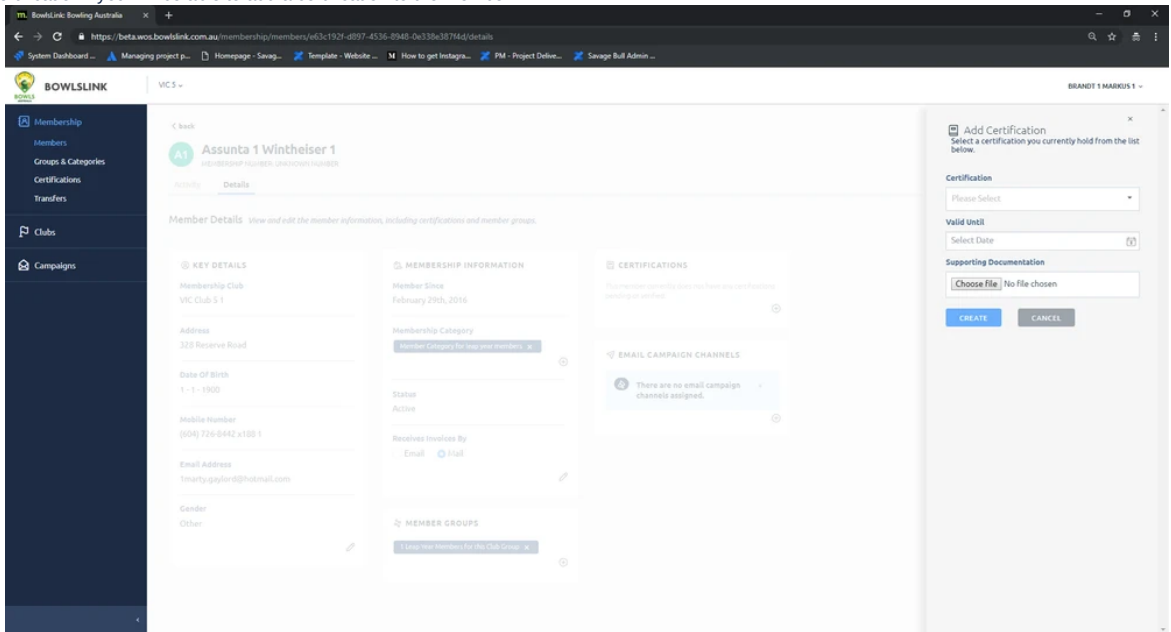 BowlsLink: Bowling Australia
https://beta.wos.bowlslink.com.au/membership/members/e63c192f-d897-4536-8948-0e338e387f4d/details
System Dashboard ... Managing project p... Homepage - Savag... Template - Website ... How to get Instagra... PM - Project Delive... Savage Bull Admin ...
BOWLSLINK
VIC S
BRANDT 1 MARKUS 1
Membership
Members
Groups & Categories
Certifications
Transfers
Clubs
Campaigns
< back
A1
Assunta 1 Wintheiser 1
MEMBERSHIP NUMBER: UNKNOWN NUMBER
Activity Details
Member Details View and edit the member information, including certifications and member groups.
KEY DETAILS
Membership Club
VIC Club S 1
Address
328 Reserve Road
Date Of Birth
1 - 1 - 1900
Mobile Number
(604) 726-8442 x188 1
Email Address
1marty.gaylord@hotmail.com
Gender
Other
MEMBERSHIP INFORMATION
Member Since
February 29th, 2016
Membership Category
Member Category for leap year members x
Status
Active
Receives Invoices By
Email Mail
MEMBER GROUPS
1 Leap Year Members for this Club Group x
CERTIFICATIONS
EMAIL CAMPAIGN CHANNELS
There are no email campaign
channels assigned.
Add Certification
Select a certification you currently hold from the list
below.
Certification
Please Select
Valid Until
Select Date
Supporting Documentation
Choose file No file chosen
CREATE CANCEL